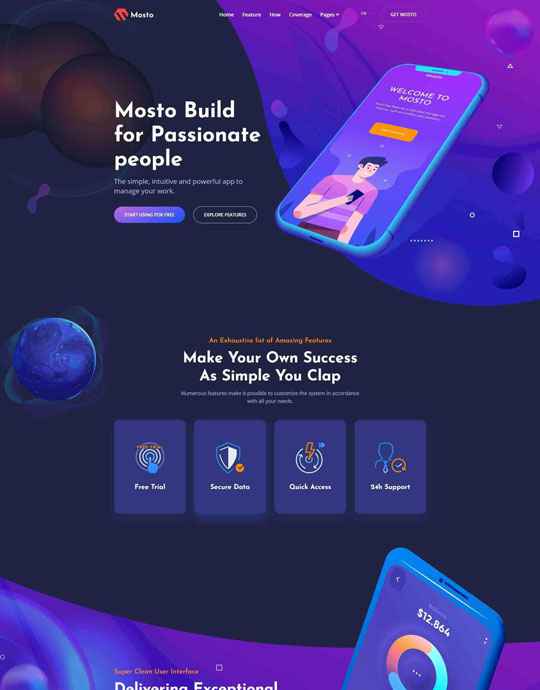 Mosto
Home Feature How Coverage Pages
GET MOSTO
WELCOME TO
MOSTO
Mosto Build
for Passionate
people
The simple, intuitive and powerful app to
manage your work.
START USING FOR FREE
EXPLORE FEATURES
An Exhaustive list of Amazing Features
Make Your Own Success
As Simple You Clap
Numerous features make it possible to customize the system in accordance
with all your needs.
FREE TRIAL
Free Trial
Secure Data
Quick Access
24h Support
$12.864
Super Clean User Interface
Delivering Exceptional